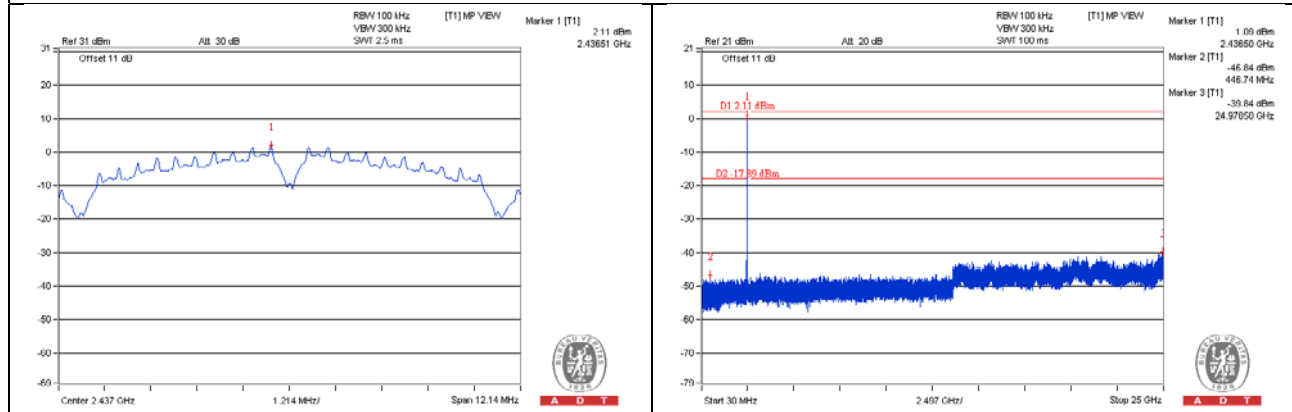 RBW 100 kHz [T1] MP VIEW
VBW 300 kHz
Ref 31 dBm Att 30 dB SWT 2.5 ms
Marker 1 [T1]
2.11 dBm
2.43651 GHz
Offset 11 dB
31
20
10
0
-10
-20
-30
-40
-50
-60
-69
1
Center 2.437 GHz 1.214 MHz/ Span 12.14 MHz
BUREAU VERITAS
1828
A D T
RBW 100 kHz [T1] MP VIEW
VBW 300 kHz
Ref 21 dBm Att 20 dB SWT 100 ms
Marker 1 [T1]
1.09 dBm
2.43650 GHz
Marker 2 [T1]
-46.84 dBm
446.74 MHz
Marker 3 [T1]
-39.84 dBm
24.97050 GHz
Offset 11 dB
21
10
0
-10
-20
-30
-40
-50
-60
-70
-79
1
D1 2.11 dBm
D2 -17.89 dBm
2
3
Start 30 MHz 2.497 GHz/ Stop 25 GHz
BUREAU VERITAS
1828
A D T